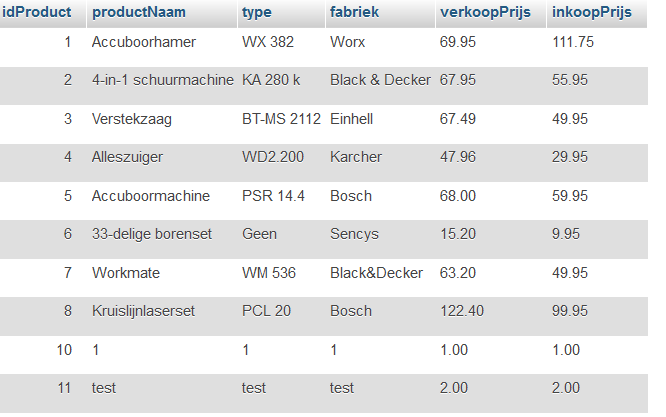 idProduct productNaam type fabriek verkoopPrijs inkoopPrijs
1 Accuboorhamer WX 382 Worx 69.95 111.75
2 4-in-1 schuurmachine KA 280 k Black & Decker 67.95 55.95
3 Verstekzaag BT-MS 2112 Einhell 67.49 49.95
4 Alleszuiger WD2.200 Karcher 47.96 29.95
5 Accuboormachine PSR 14.4 Bosch 68.00 59.95
6 33-delige borenset Geen Sencys 15.20 9.95
7 Workmate WM 536 Black&Decker 63.20 49.95
8 Kruislijnlaserset PCL 20 Bosch 122.40 99.95
10 1 1 1 1.00 1.00
11 test test test 2.00 2.00